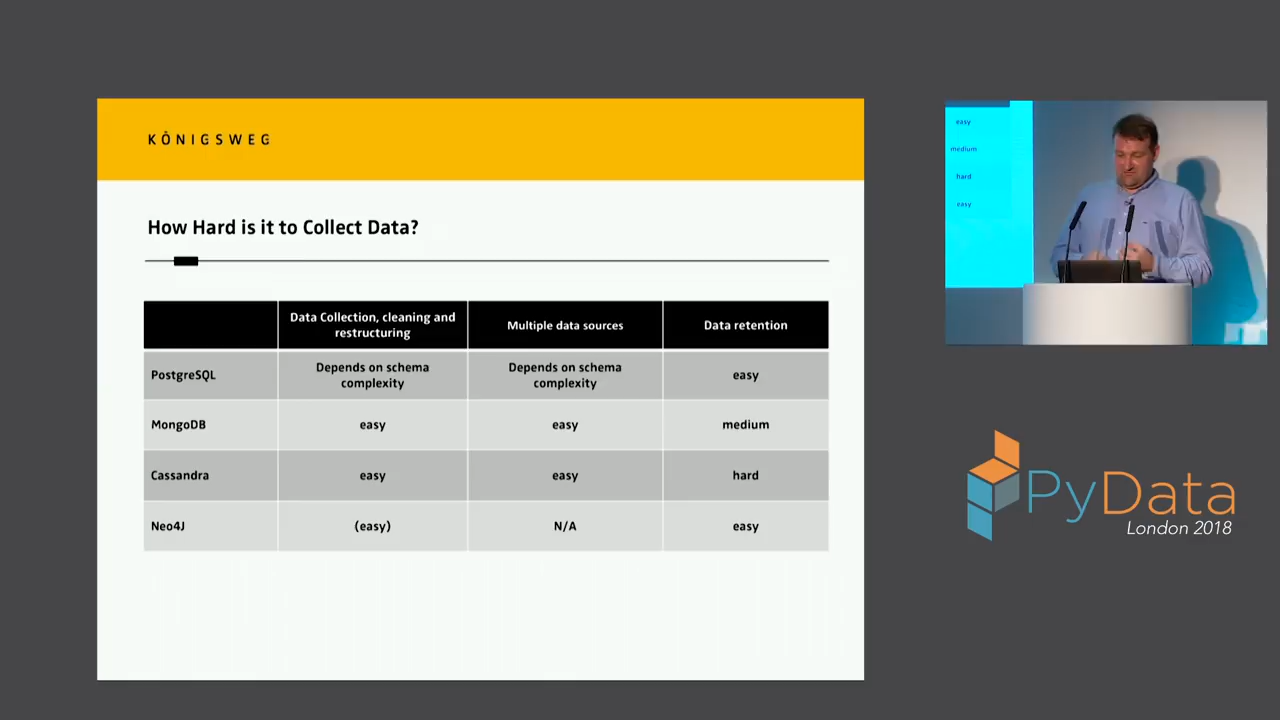 KÖNIGSWEG
How Hard is it to Collect Data?
Data Collection, cleaning and
restructuring
Multiple data sources
Data retention
PostgreSQL
Depends on schema
complexity
Depends on schema
complexity
easy
MongoDB
easy
easy
medium
Cassandra
easy
easy
hard
Neo4J
(easy)
N/A
easy
easy
medium
hard
easy
PyData
London 2018